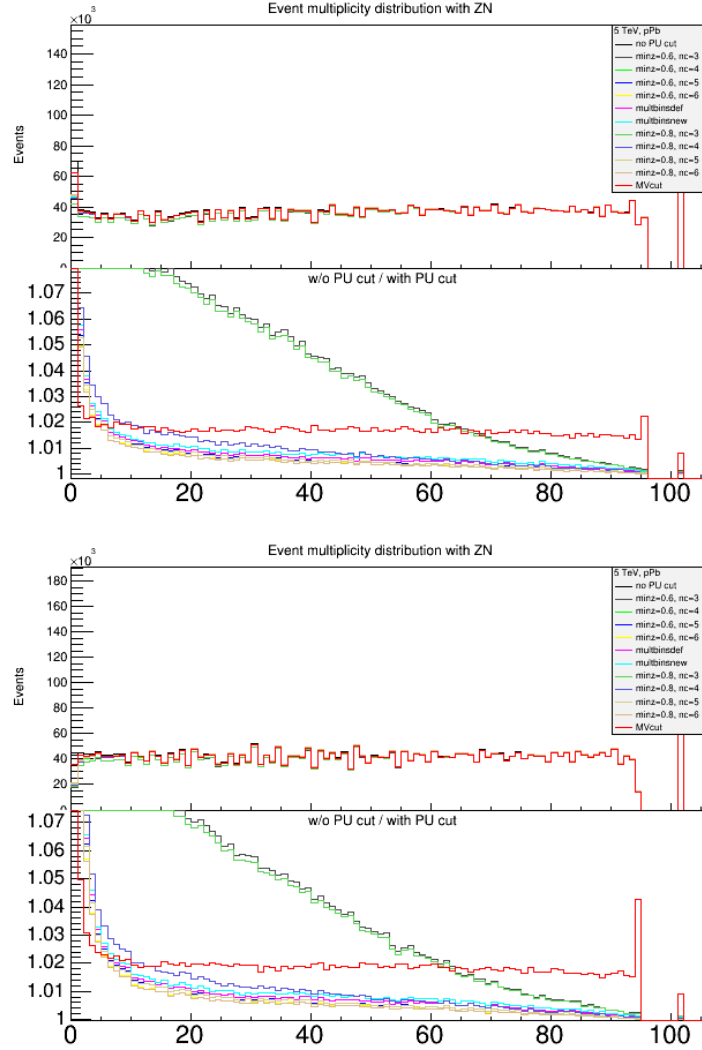 Event multiplicity distribution with ZN
×10³
5 TeV, pPb
no PU cut
minz=0.6, nc=3
minz=0.6, nc=4
minz=0.6, nc=5
minz=0.6, nc=6
multbinsdef
multbinsnew
minz=0.8, nc=3
minz=0.8, nc=4
minz=0.8, nc=5
minz=0.8, nc=6
MVcut
Events
140
120
100
80
60
40
20
0
w/o PU cut / with PU cut
1.07
1.06
1.05
1.04
1.03
1.02
1.01
1
0 20 40 60 80 100
Event multiplicity distribution with ZN
×10³
5 TeV, pPb
no PU cut
minz=0.6, nc=3
minz=0.6, nc=4
minz=0.6, nc=5
minz=0.6, nc=6
multbinsdef
multbinsnew
minz=0.8, nc=3
minz=0.8, nc=4
minz=0.8, nc=5
minz=0.8, nc=6
MVcut
Events
180
160
140
120
100
80
60
40
20
0
w/o PU cut / with PU cut
1.07
1.06
1.05
1.04
1.03
1.02
1.01
1
0 20 40 60 80 100